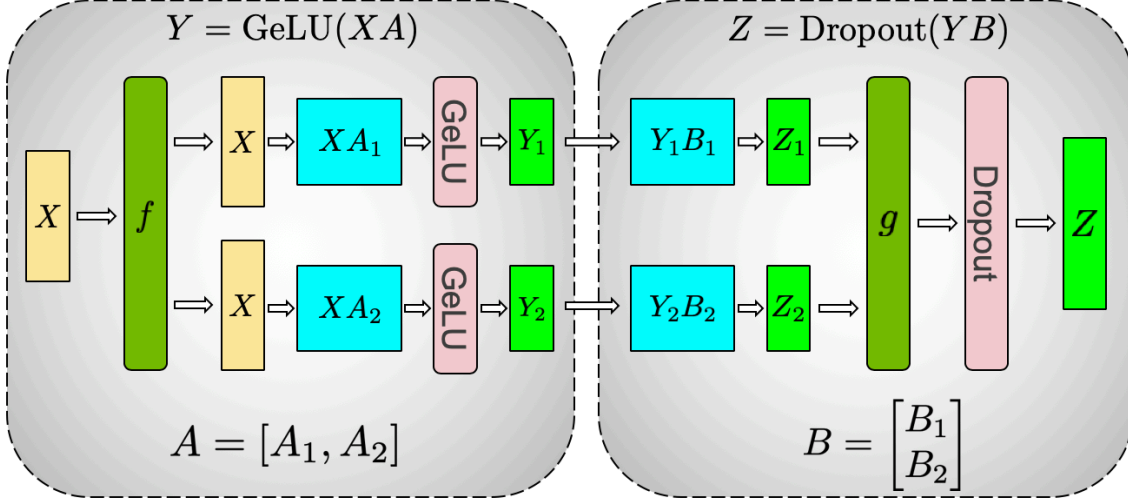 Y = GeLU(XA)
X
f
X
XA₁
GeLU
Y₁
X
XA₂
GeLU
Y₂
A = [A₁, A₂]
Z = Dropout(YB)
Y₁B₁
Z₁
Y₂B₂
Z₂
g
Dropout
Z
B = [B₁
B₂]